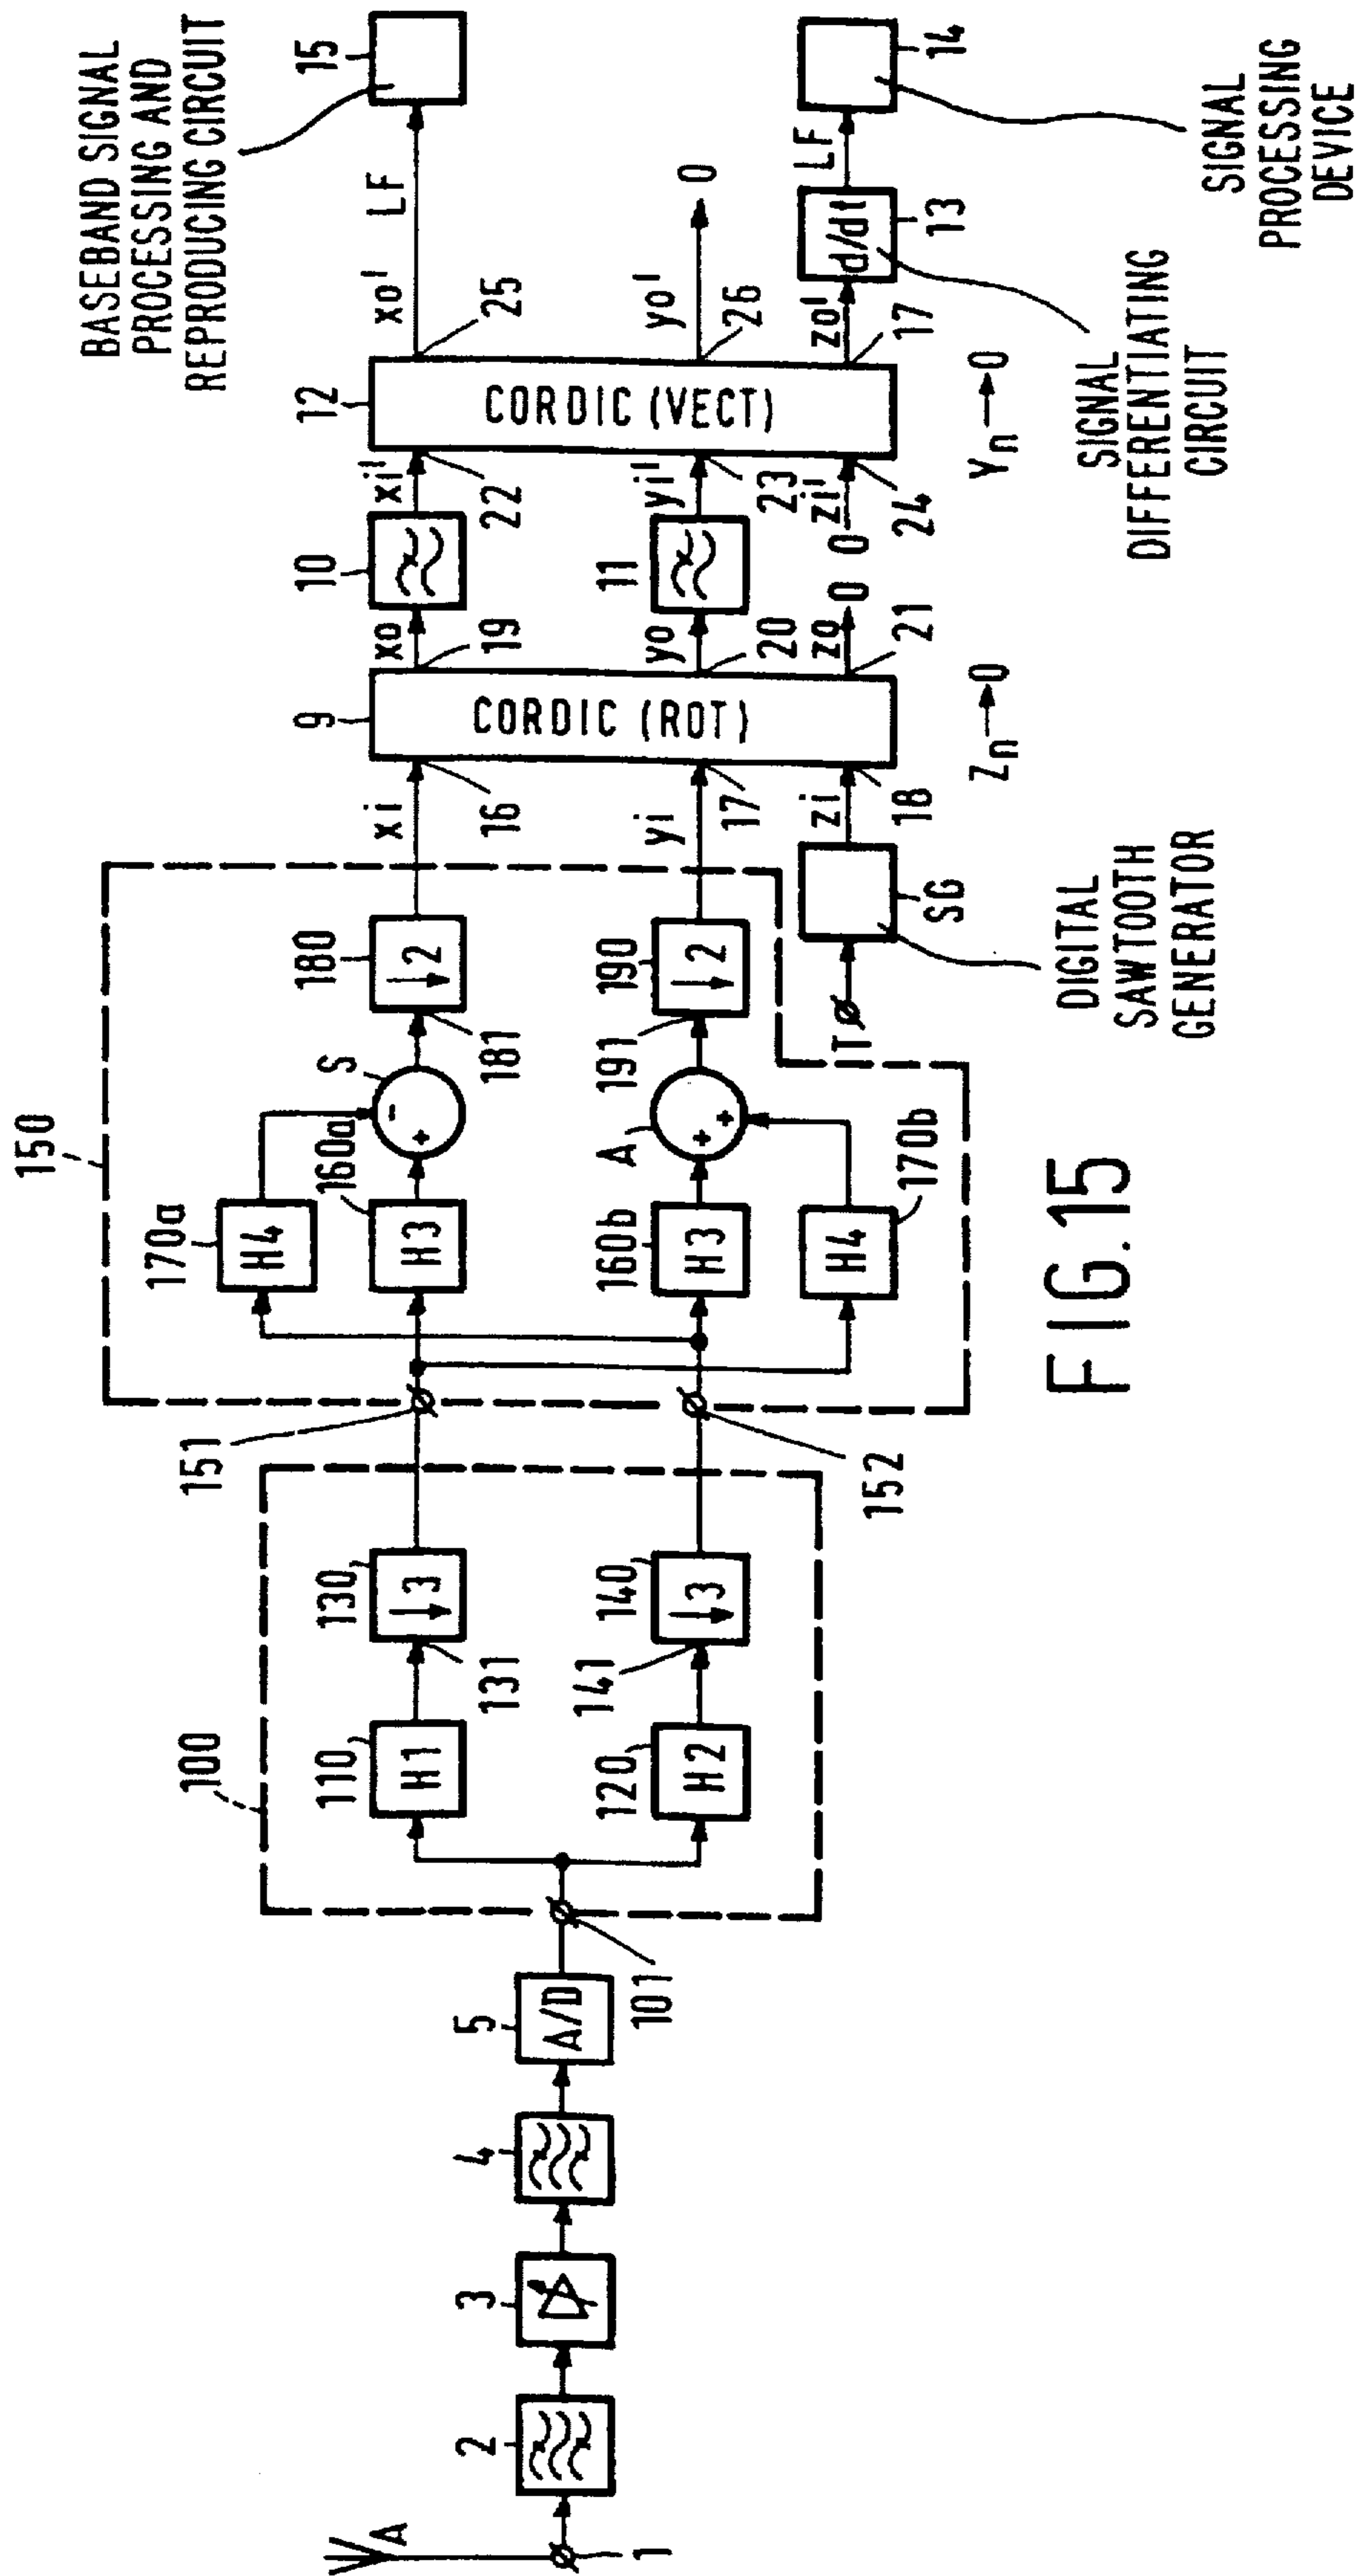 BASEBAND SIGNAL
PROCESSING AND
REPRODUCING CIRCUIT
150
170a
H4
S
180
↓2
xi
9
xo
10
xi'
12
xo'
LF
15
100
110
H1
130
↓3
151
160a
H3
-
+
181
16
19
22
25
131
CORDIC (ROT)
CORDIC (VECT)
A
1
2
3
4
5
A/D
101
120
H2
140
↓3
141
160b
H3
A
+
+
191
190
↓2
yi
17
yo
20
11
yi'
23
yo'
26
0
152
170b
H4
T
SG
zi
18
zo
0
21
0
zi'
24
zo'
17
d/dt
13
LF
14
DIGITAL
SAWTOOTH
GENERATOR
Zn→0
Yn→0
SIGNAL
DIFFERENTIATING
CIRCUIT
SIGNAL
PROCESSING
DEVICE
FIG.15